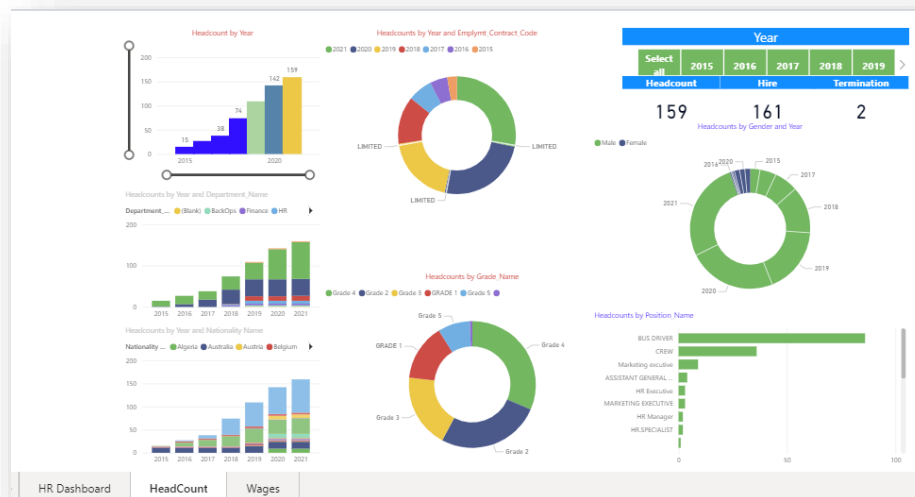 Headcount by Year
200
150
100
50
0
15
38
74
142
159
2015
2020
Headcounts by Year and Emplymt_Contract_Code
2021 2020 2019 2018 2017 2016 2015
LIMITED
LIMITED
LIMITED
Year
Select all 2015 2016 2017 2018 2019
Headcount Hire Termination
159 161 2
Headcounts by Gender and Year
Male Female
2016 2020 2015
2017
2018
2019
2020
2021
Headcounts by Year and Department_Name
Department_... (Blank) BackOps Finance HR
200
100
0
2015 2016 2017 2018 2019 2020 2021
Headcounts by Year and Nationality Name
Nationality ... Algeria Australia Austria Belgium
200
150
100
50
0
2015 2016 2017 2018 2019 2020 2021
Headcounts by Grade_Name
Grade 4 Grade 2 Grade 3 GRADE 1 Grade 5
Grade 5
GRADE 1
Grade 4
Grade 3
Grade 2
Headcounts by Position_Name
BUS DRIVER
CREW
Marketing excutive
ASSISTANT GENERAL ...
HR Executive
MARKETING EXECUTIVE
HR Manager
HR.SPECIALIST
0 50 100
HR Dashboard HeadCount Wages